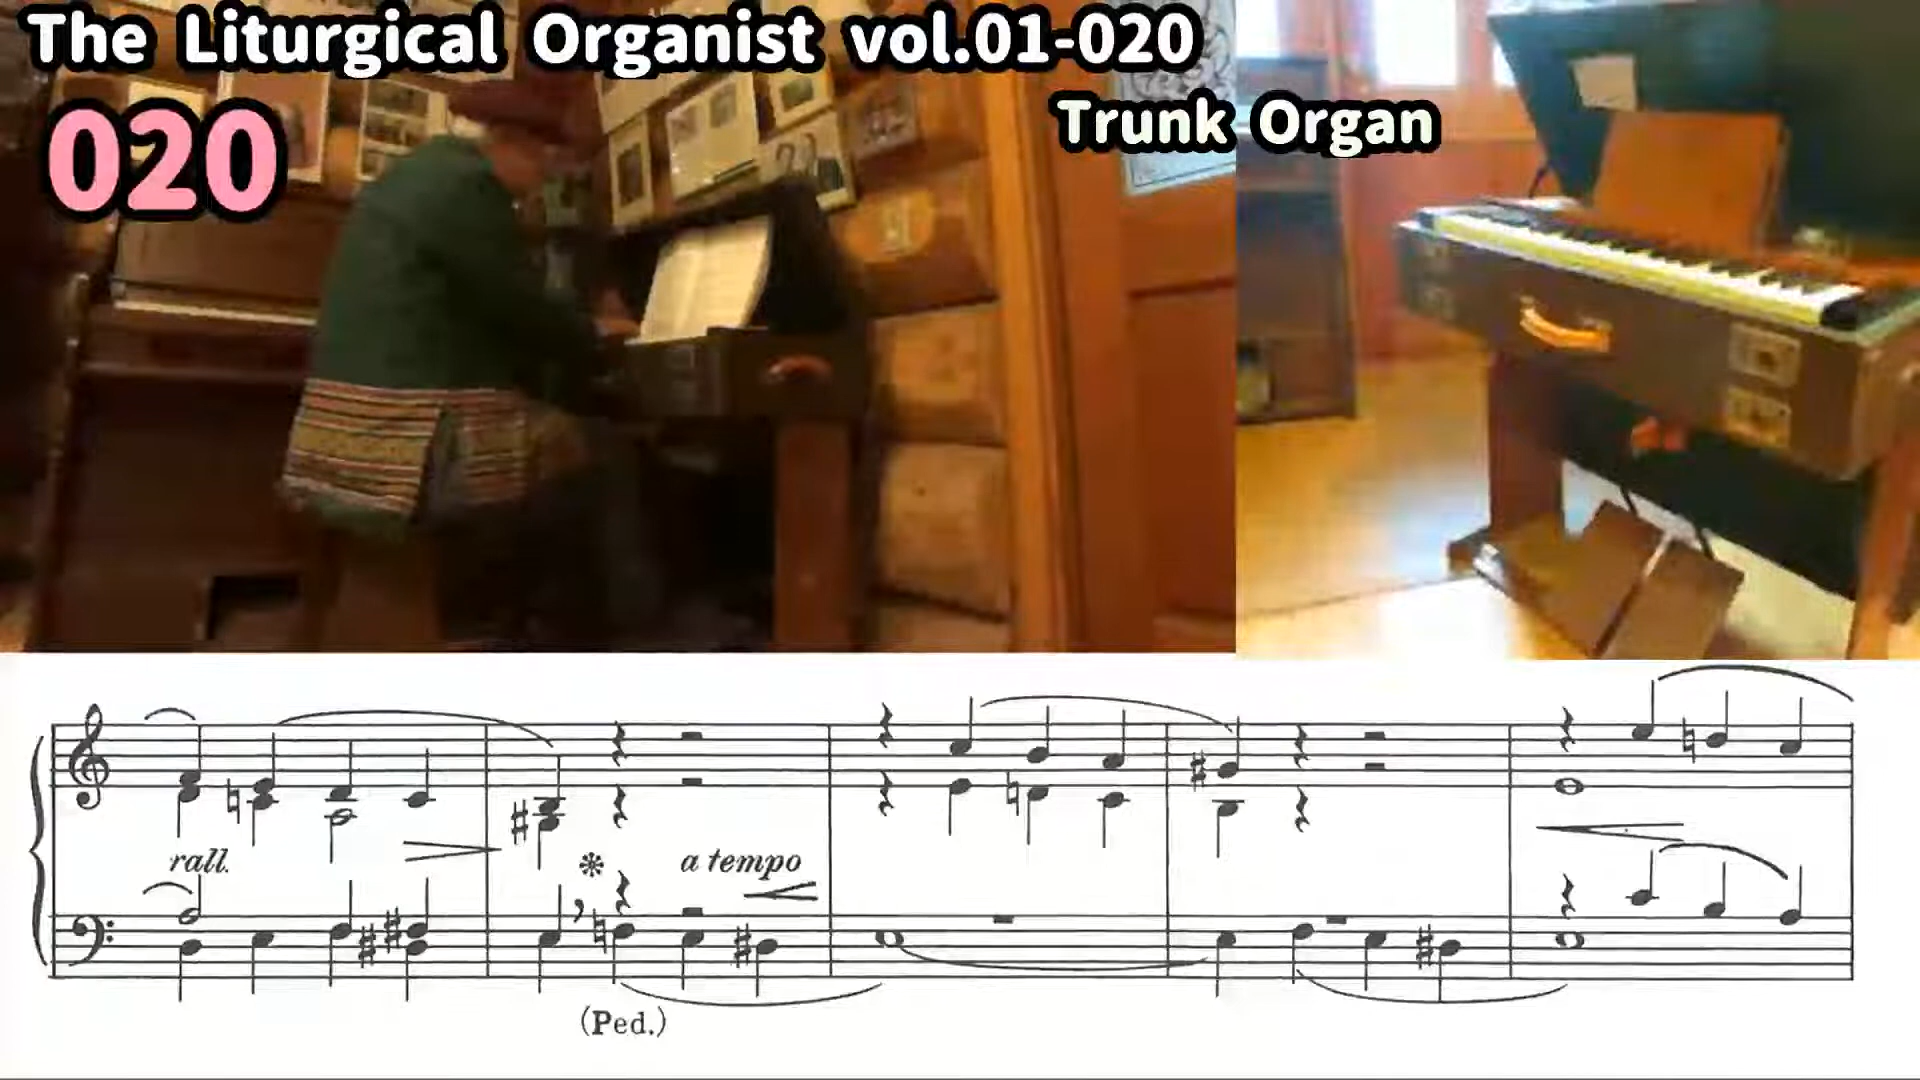 The Liturgical Organist vol.01-020
020
Trunk Organ
rall.
a tempo
(Ped.)